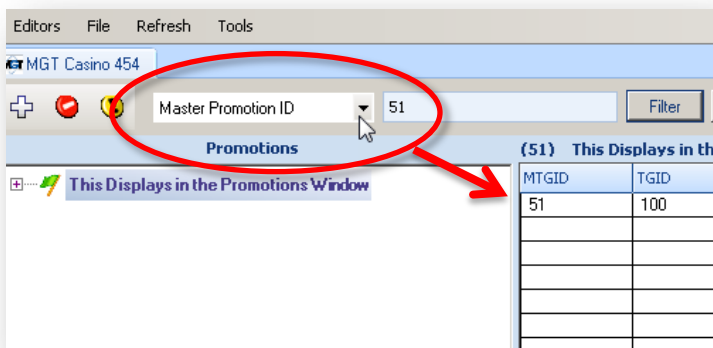 Editors File Refresh Tools
MGT Casino 454
Master Promotion ID 51 Filter
Promotions
(51) This Displays in th
This Displays in the Promotions Window
MTGID TGID
51 100